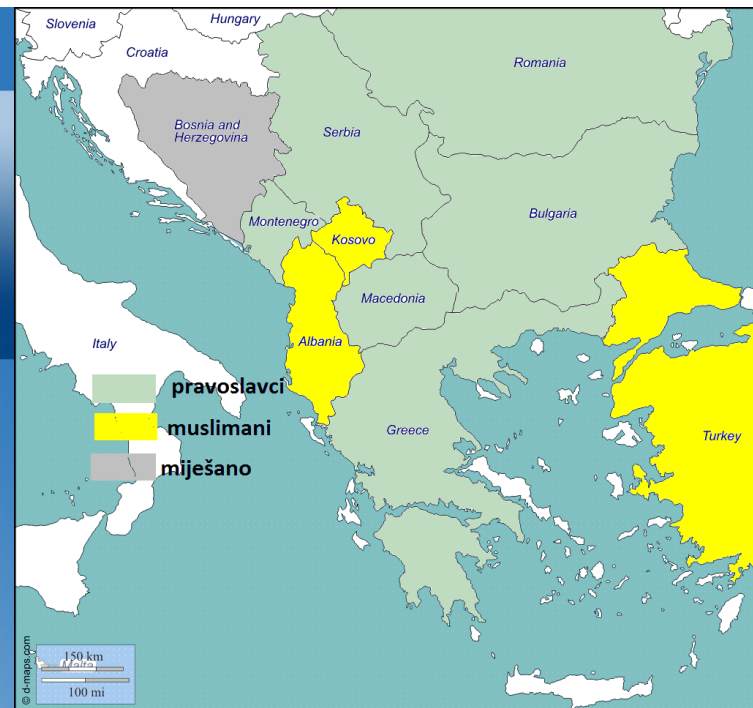 Slovenia
Hungary
Croatia
Romania
Bosnia and
Herzegovina
Serbia
Montenegro
Bulgaria
Kosovo
Macedonia
Italy
Albania
pravoslavci
muslimani
Greece
Turkey
miješano
150 km
Malta
100 mi
© d-maps.com